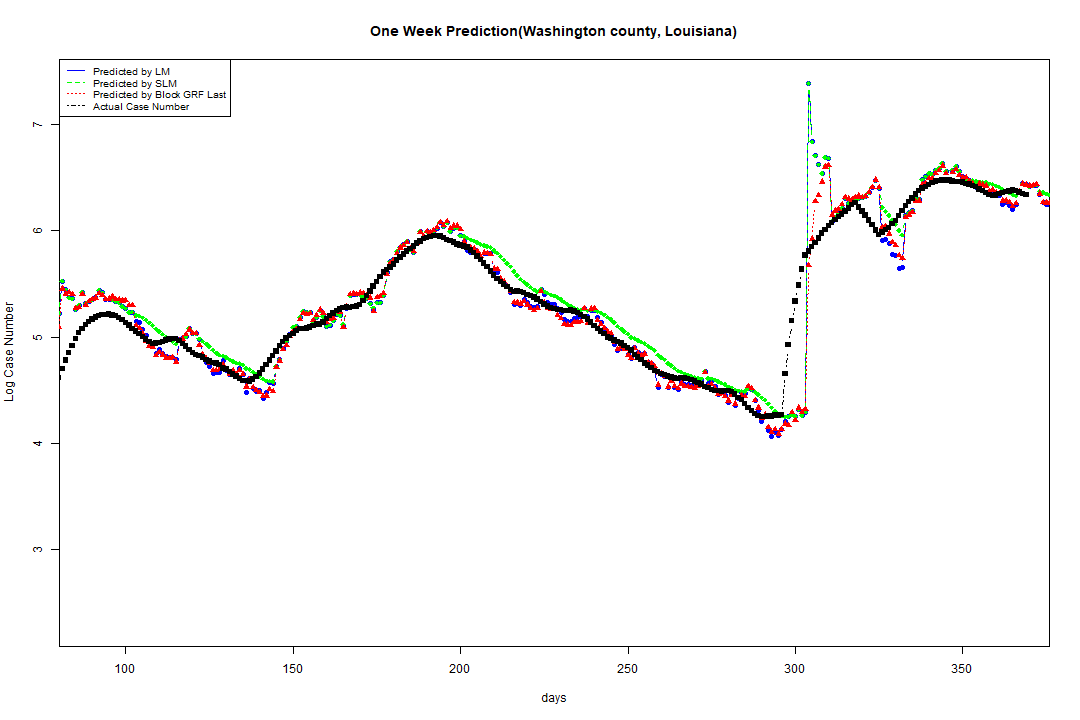 One Week Prediction(Washington county, Louisiana)
Predicted by LM
Predicted by SLM
Predicted by Block GRF Last
Actual Case Number
7
6
5
4
3
Log Case Number
100 150 200 250 300 350
days